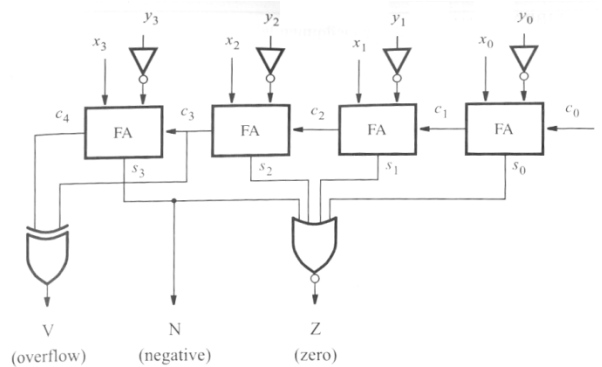 y3 y2 y1 y0
x3 x2 x1 x0
c4 c3 c2 c1 c0
FA FA FA FA
s3 s2 s1 s0
V N Z
(overflow) (negative) (zero)